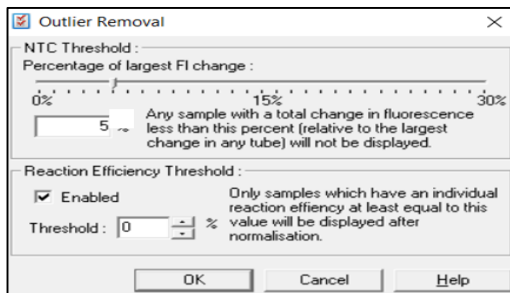 Outlier Removal
NTC Threshold :
Percentage of largest FI change :
0% 15% 30%
5 %
Any sample with a total change in fluorescence
less than this percent (relative to the largest
change in any tube) will not be displayed.
Reaction Efficiency Threshold :
Enabled
Threshold : 0 %
Only samples which have an individual
reaction effiency at least equal to this
value will be displayed after
normalisation.
OK Cancel Help